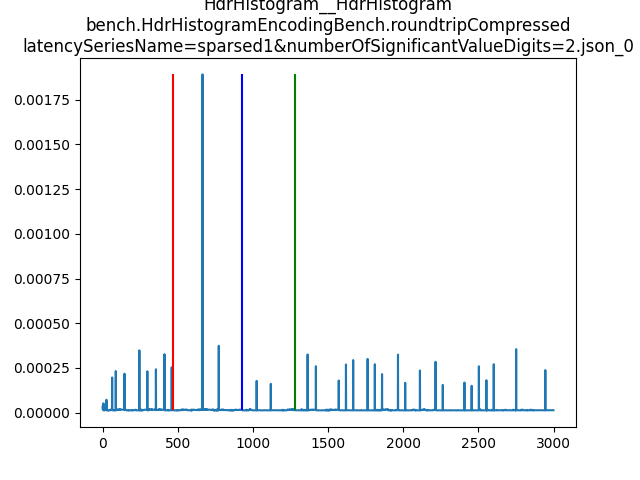 HdrHistogram__HdrHistogram
bench.HdrHistogramEncodingBench.roundtripCompressed
latencySeriesName=sparsed1&numberOfSignificantValueDigits=2.json_0
0.00175
0.00150
0.00125
0.00100
0.00075
0.00050
0.00025
0.00000
0 500 1000 1500 2000 2500 3000